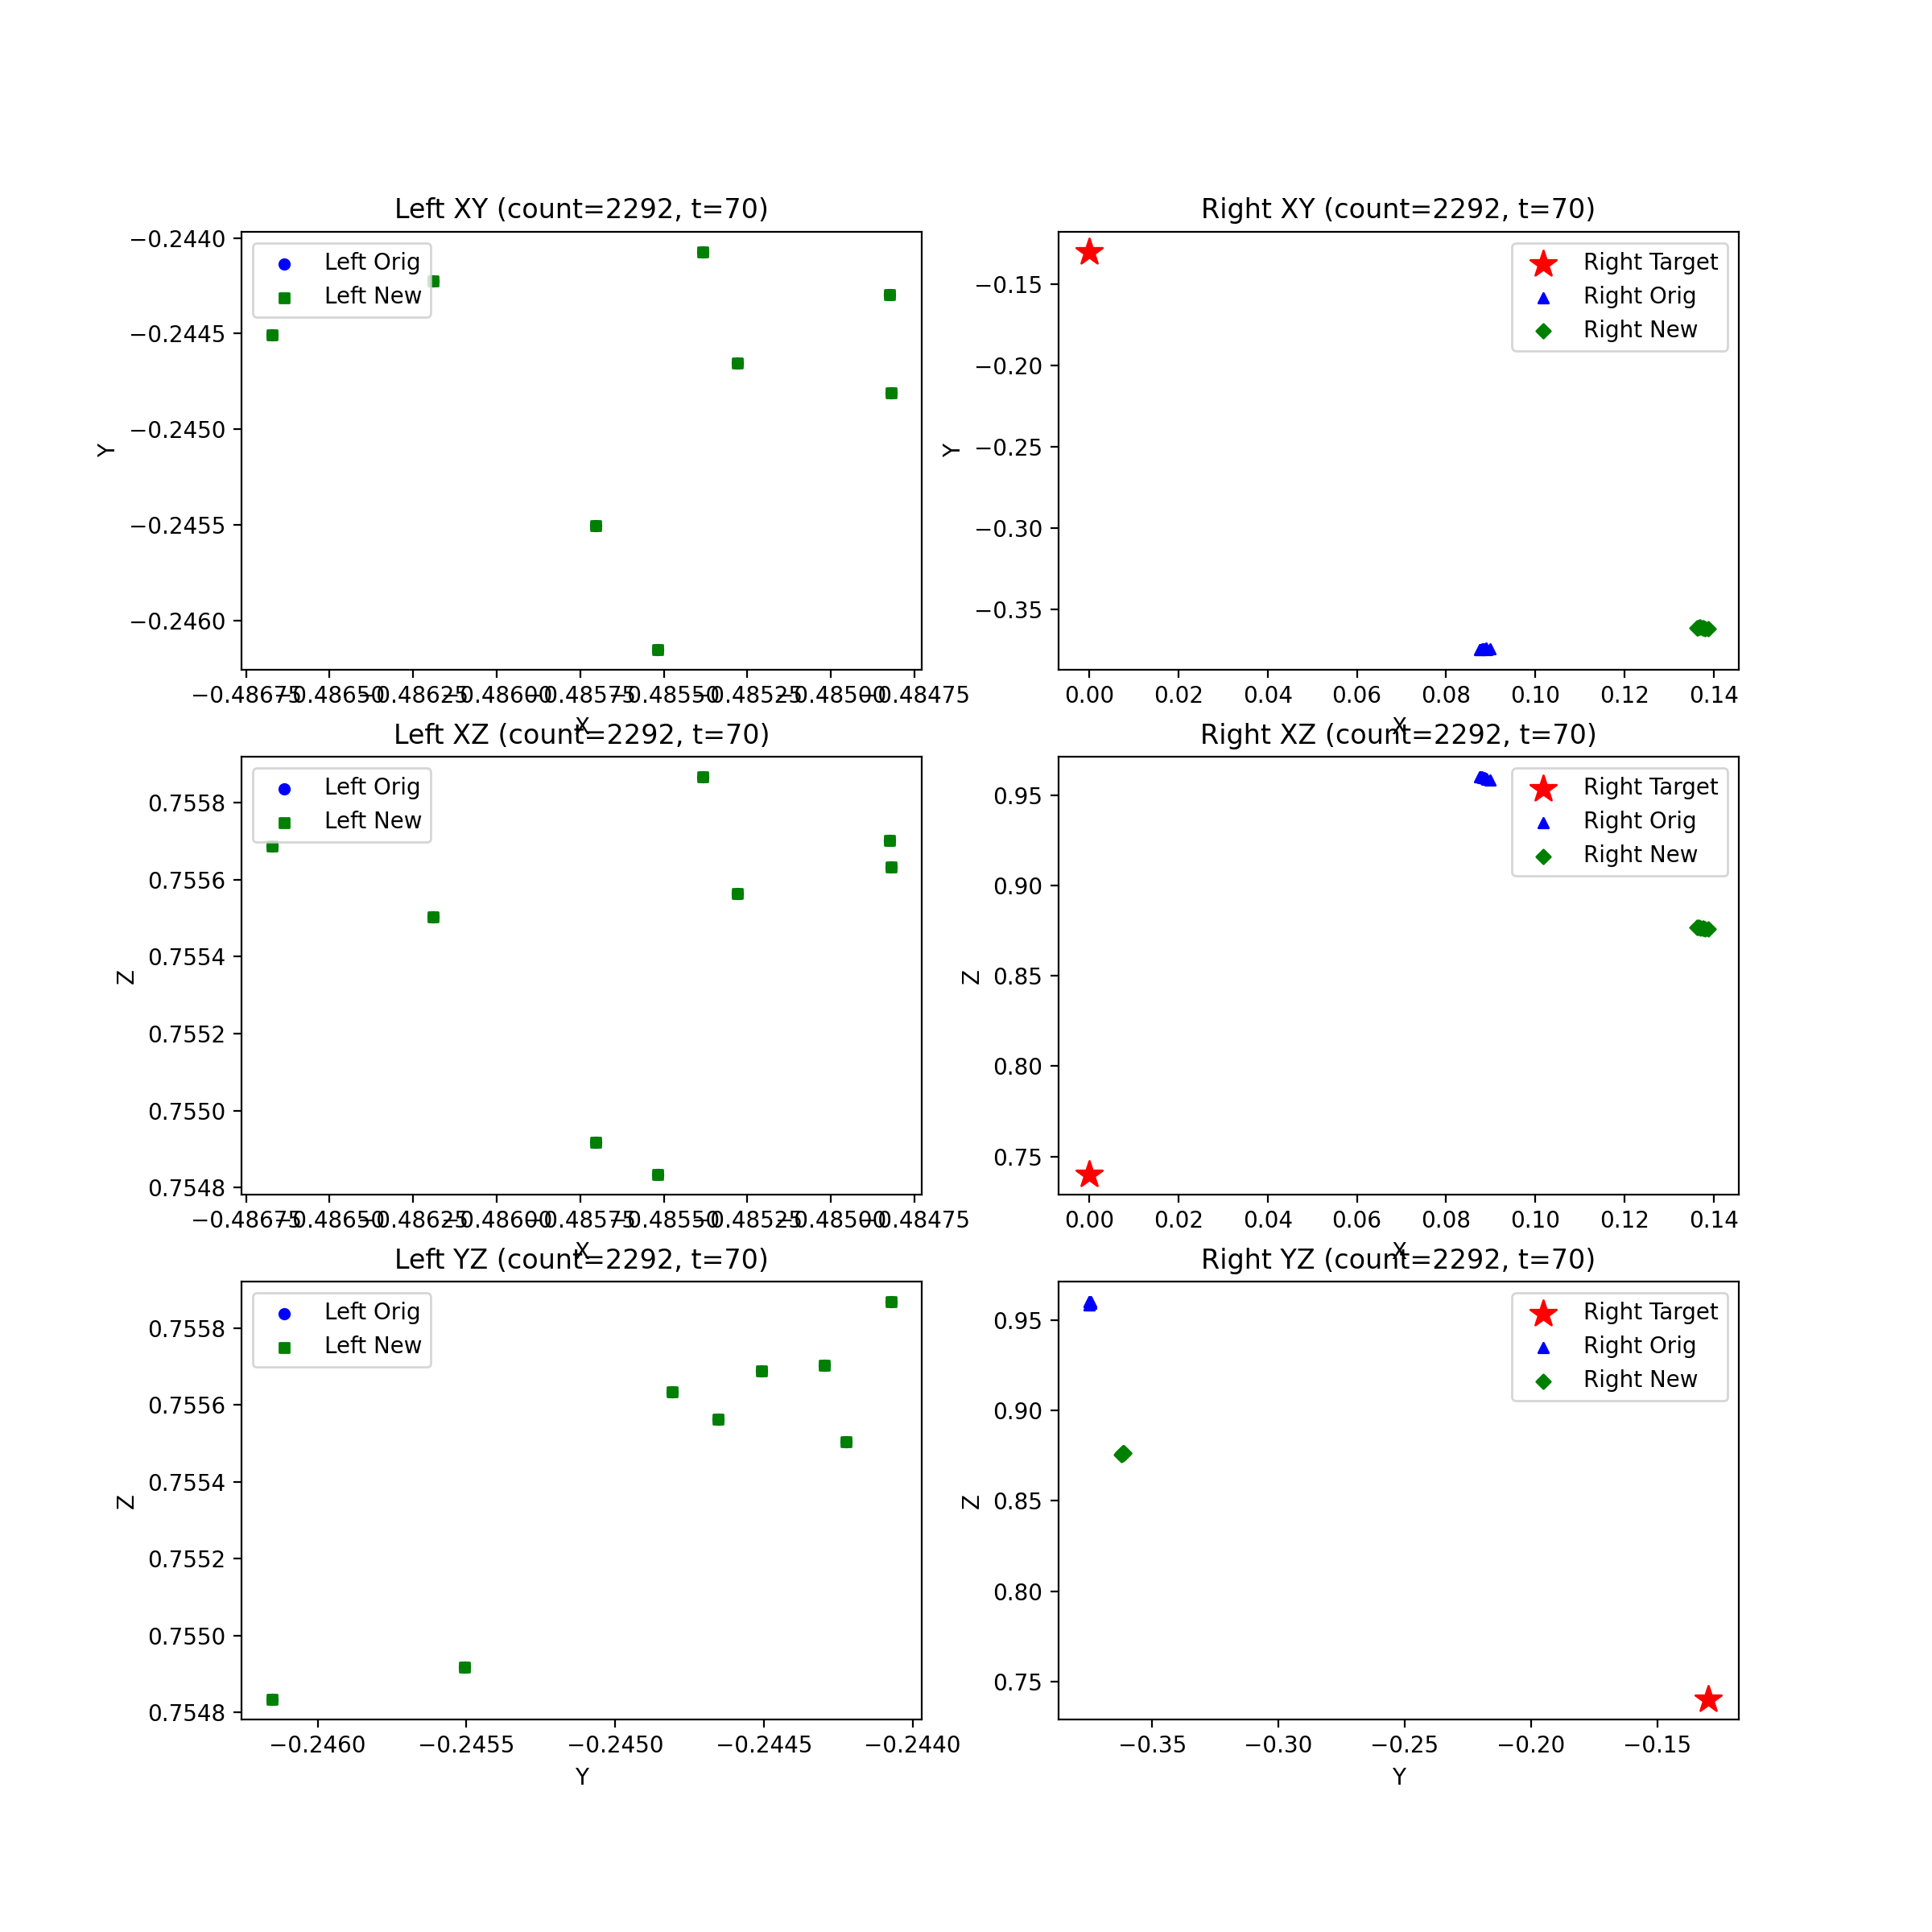 Left XY (count=2292, t=70)
Left Orig
Left New
−0.2440
−0.2445
−0.2450
−0.2455
−0.2460
Y
−0.48675 −0.48650 −0.48625 −0.48600 −0.48575 −0.48550 −0.48525 −0.48500 −0.48475
X
Right XY (count=2292, t=70)
Right Target
Right Orig
Right New
−0.15
−0.20
−0.25
−0.30
−0.35
Y
0.00 0.02 0.04 0.06 0.08 0.10 0.12 0.14
X
Left XZ (count=2292, t=70)
Left Orig
Left New
0.7558
0.7556
0.7554
0.7552
0.7550
0.7548
Z
−0.48675 −0.48650 −0.48625 −0.48600 −0.48575 −0.48550 −0.48525 −0.48500 −0.48475
X
Right XZ (count=2292, t=70)
Right Target
Right Orig
Right New
0.95
0.90
0.85
0.80
0.75
Z
0.00 0.02 0.04 0.06 0.08 0.10 0.12 0.14
X
Left YZ (count=2292, t=70)
Left Orig
Left New
0.7558
0.7556
0.7554
0.7552
0.7550
0.7548
Z
−0.2460 −0.2455 −0.2450 −0.2445 −0.2440
Y
Right YZ (count=2292, t=70)
Right Target
Right Orig
Right New
0.95
0.90
0.85
0.80
0.75
Z
−0.35 −0.30 −0.25 −0.20 −0.15
Y